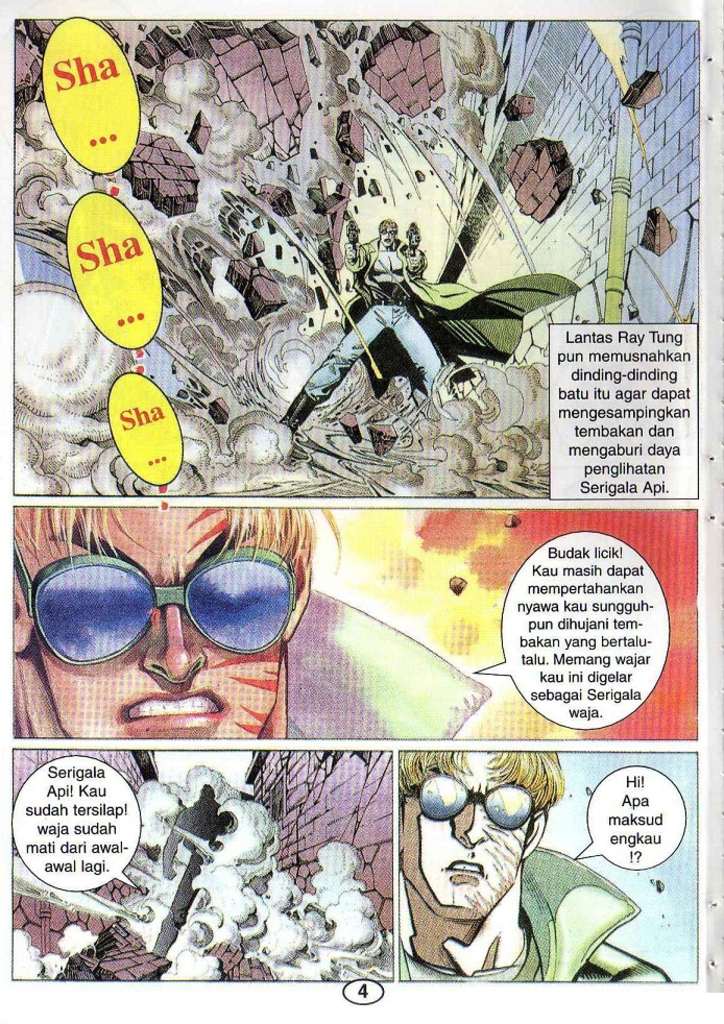 Sha
...
Sha
...
Sha
...
Lantas Ray Tung
pun memusnahkan
dinding-dinding
batu itu agar dapat
mengesampingkan
tembakan dan
mengaburi daya
penglihatan
Serigala Api.
Budak licik!
Kau masih dapat
mempertahankan
nyawa kau sungguh-
pun dihujani tem-
bakan yang bertalu-
talu. Memang wajar
kau ini digelar
sebagai Serigala
waja.
Serigala
Api! Kau
sudah tersilap!
waja sudah
mati dari awal-
awal lagi.
Hi!
Apa
maksud
engkau
!?
4